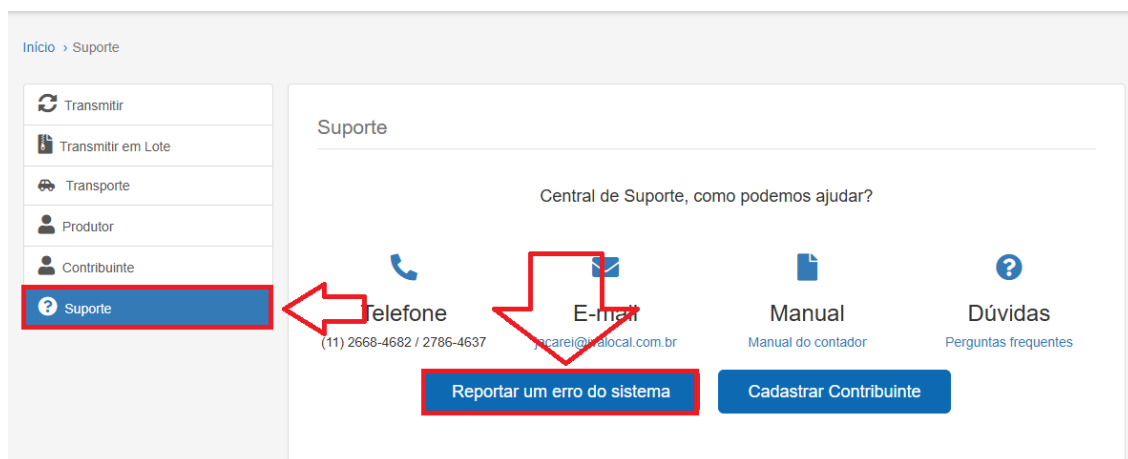 Início › Suporte
Transmitir
Transmitir em Lote
Transporte
Produtor
Contribuinte
Suporte
Suporte
Central de Suporte, como podemos ajudar?
Telefone
E-mail
Manual
Dúvidas
(11) 2668-4682 / 2786-4637
Manual do contador
Perguntas frequentes
Reportar um erro do sistema
Cadastrar Contribuinte